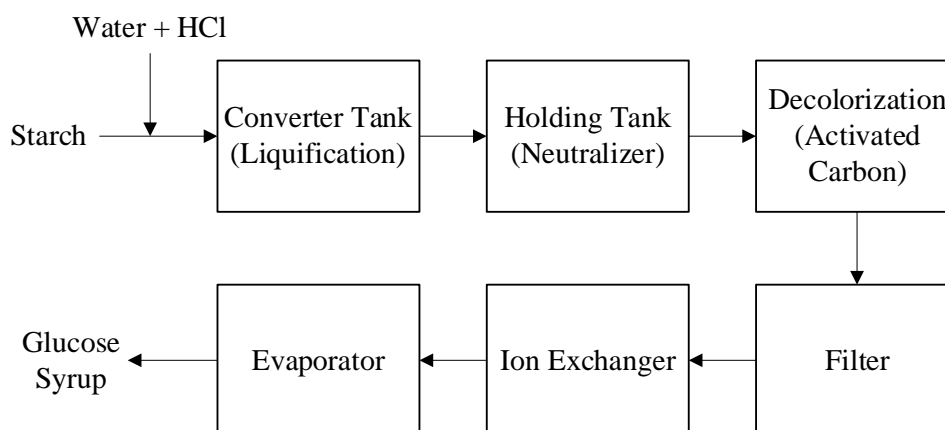 Water + HCl
Starch
Converter Tank
(Liquification)
Holding Tank
(Neutralizer)
Decolorization
(Activated
Carbon)
Glucose
Syrup
Evaporator
Ion Exchanger
Filter